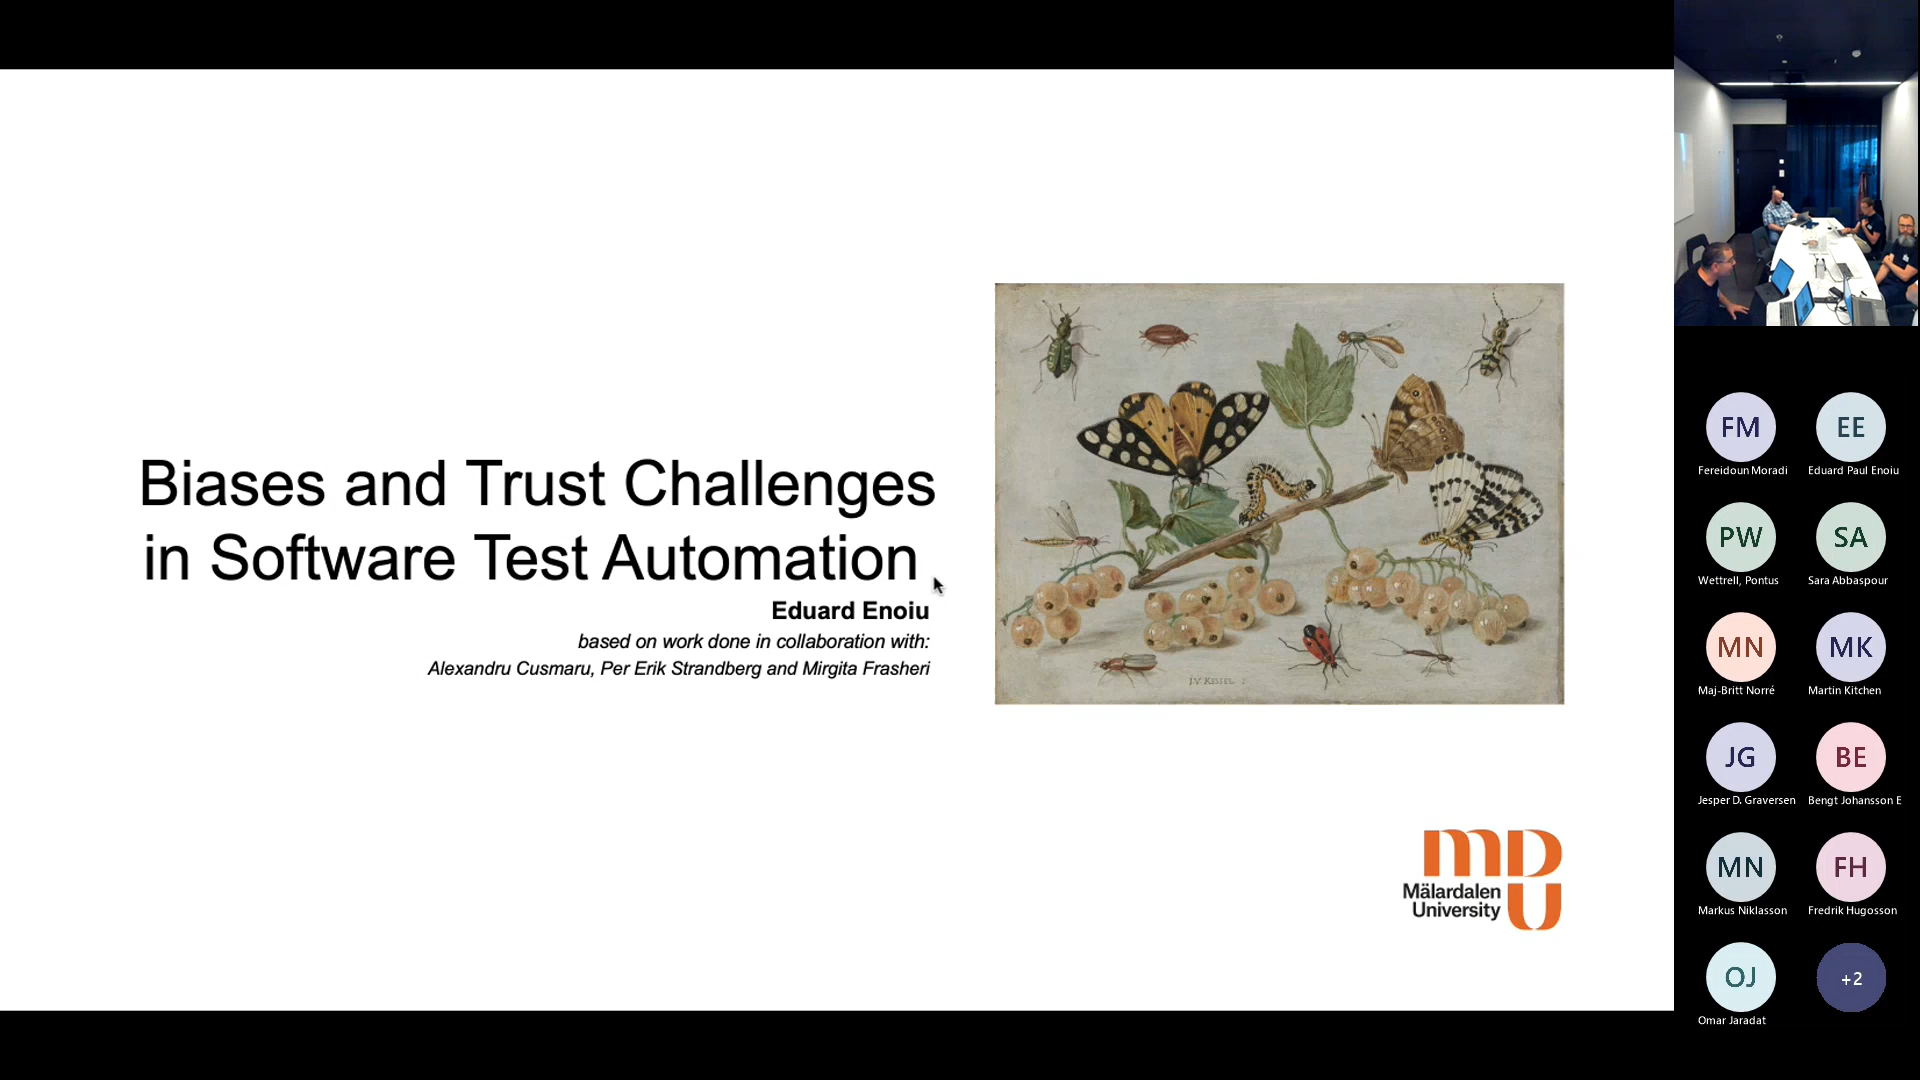 Biases and Trust Challenges
in Software Test Automation
Eduard Enoiu
based on work done in collaboration with:
Alexandru Cusmaru, Per Erik Strandberg and Mirgita Frasheri
J.V. KESSEL
MDU
Mälardalen
University
FM
Fereidoun Moradi
EE
Eduard Paul Enoiu
PW
Wettrell, Pontus
SA
Sara Abbaspour
MN
Maj-Britt Norré
MK
Martin Kitchen
JG
Jesper D. Graversen
BE
Bengt Johansson E
MN
Markus Niklasson
FH
Fredrik Hugosson
OJ
Omar Jaradat
+2